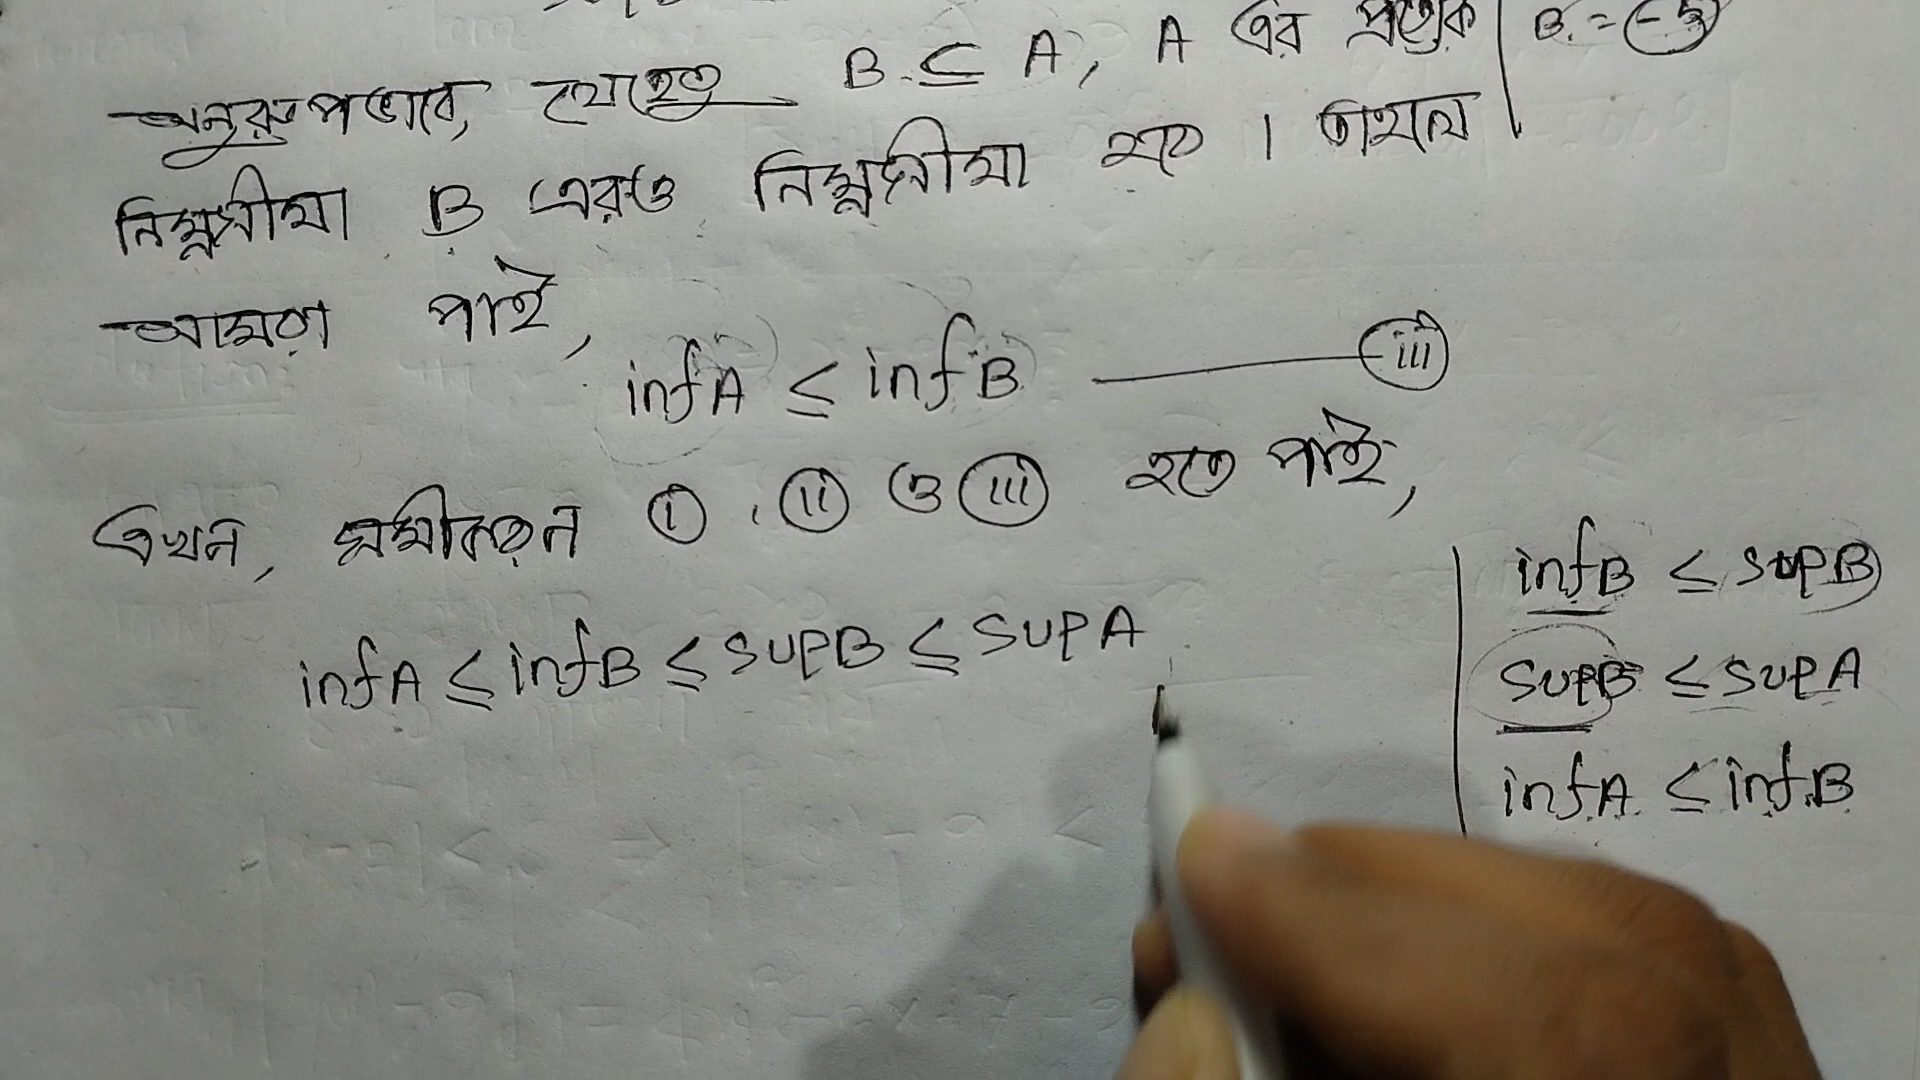 অনুরূপভাবে, যেহেতু B ⊆ A, A এর প্রত্যেক
নিম্নসীমা B এরও নিম্নসীমা হবে । তাহলে
আমরা পাই,
infA ≤ infB ——— (iii)
এখন, সমীকরন (i), (ii) ও (iii) হতে পাই,
infA ≤ infB ≤ supB ≤ supA
B =
infB ≤ supB
supB ≤ supA
infA ≤ infB